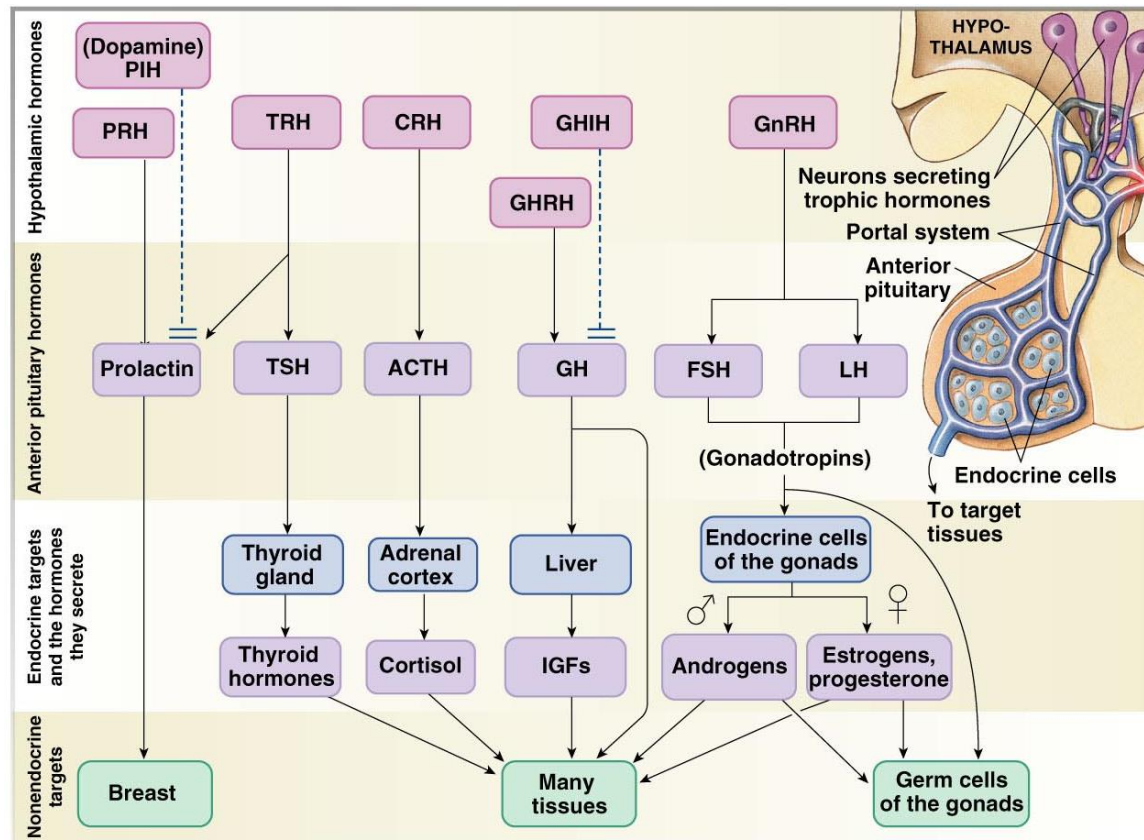 Hypothalamic hormones
(Dopamine)
PIH
PRH
TRH
CRH
GHIH
GHRH
GnRH
HYPO-
THALAMUS
Neurons secreting
trophic hormones
Portal system
Anterior
pituitary
Anterior pituitary hormones
Prolactin
TSH
ACTH
GH
FSH
LH
(Gonadotropins)
Endocrine cells
To target
tissues
Endocrine targets
and the hormones
they secrete
Thyroid
gland
Adrenal
cortex
Liver
Endocrine cells
of the gonads
♂
♀
Thyroid
hormones
Cortisol
IGFs
Androgens
Estrogens,
progesterone
Nonendocrine
targets
Breast
Many
tissues
Germ cells
of the gonads